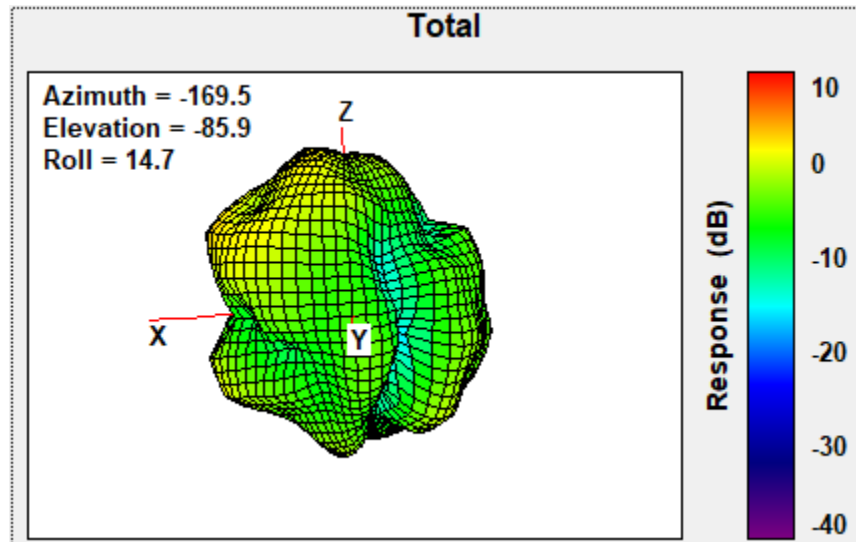 Total
Azimuth = -169.5
Elevation = -85.9
Roll = 14.7
Z
X
Y
10
0
-10
-20
-30
-40
Response (dB)